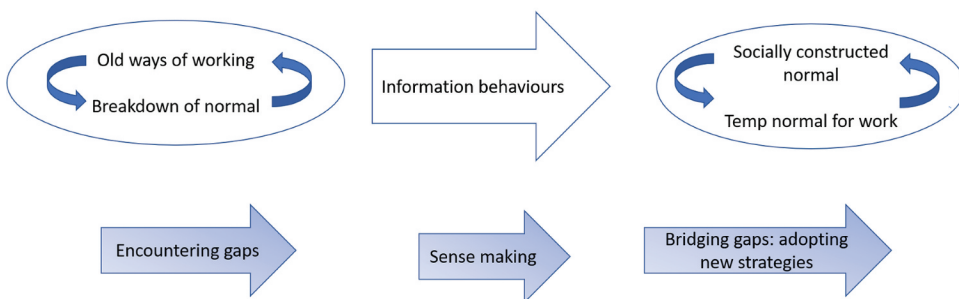 Old ways of working
Breakdown of normal
Information behaviours
Socially constructed
normal
Temp normal for work
Encountering gaps
Sense making
Bridging gaps: adopting
new strategies